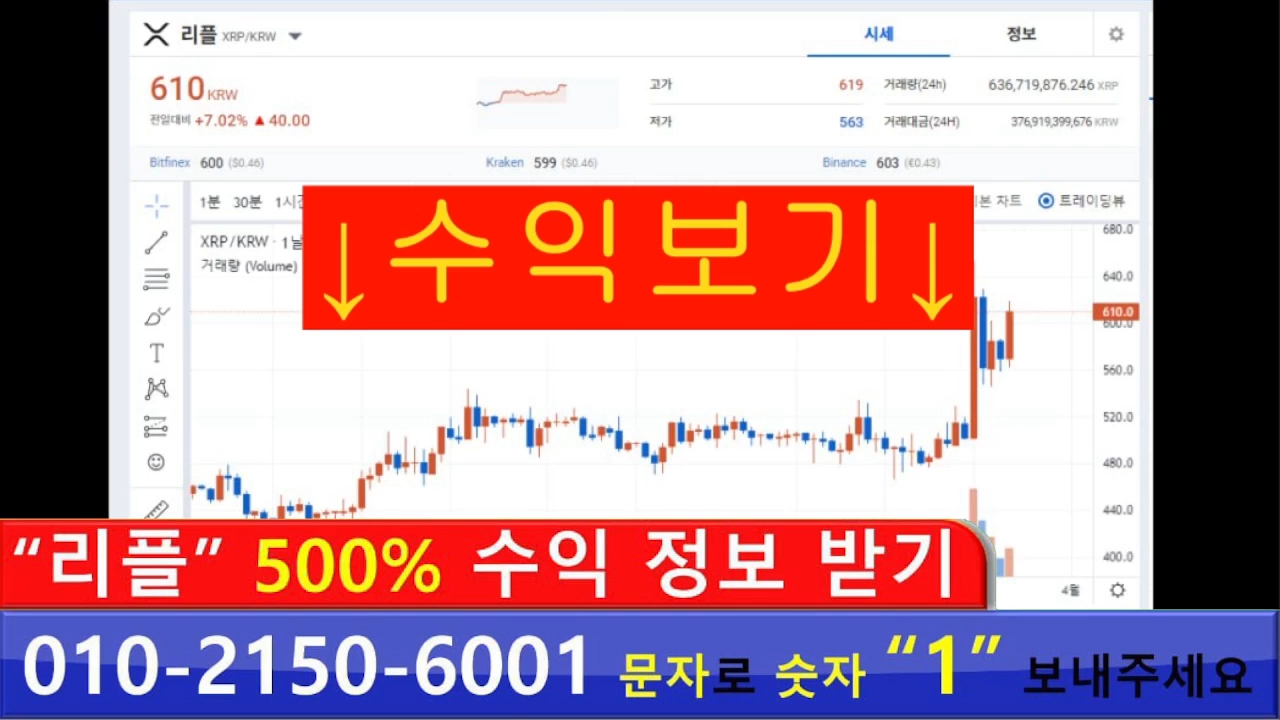 리플 XRP/KRW
시세
정보
610 KRW
전일대비 +7.02% ▲ 40.00
고가 619
거래량(24h) 636,719,876.246 XRP
저가 563
거래대금(24H) 376,919,399,676 KRW
Bitfinex 600 ($0.46)
Kraken 599 ($0.46)
Binance 603 (€0.43)
1분 30분 1시간
본 차트
트레이딩뷰
XRP/KRW · 1날
거래량 (Volume)
↓수익보기↓
680.0
640.0
610.0
600.0
560.0
520.0
480.0
440.0
400.0
4월
“리플” 500% 수익 정보 받기
010-2150-6001 문자로 숫자 “1” 보내주세요